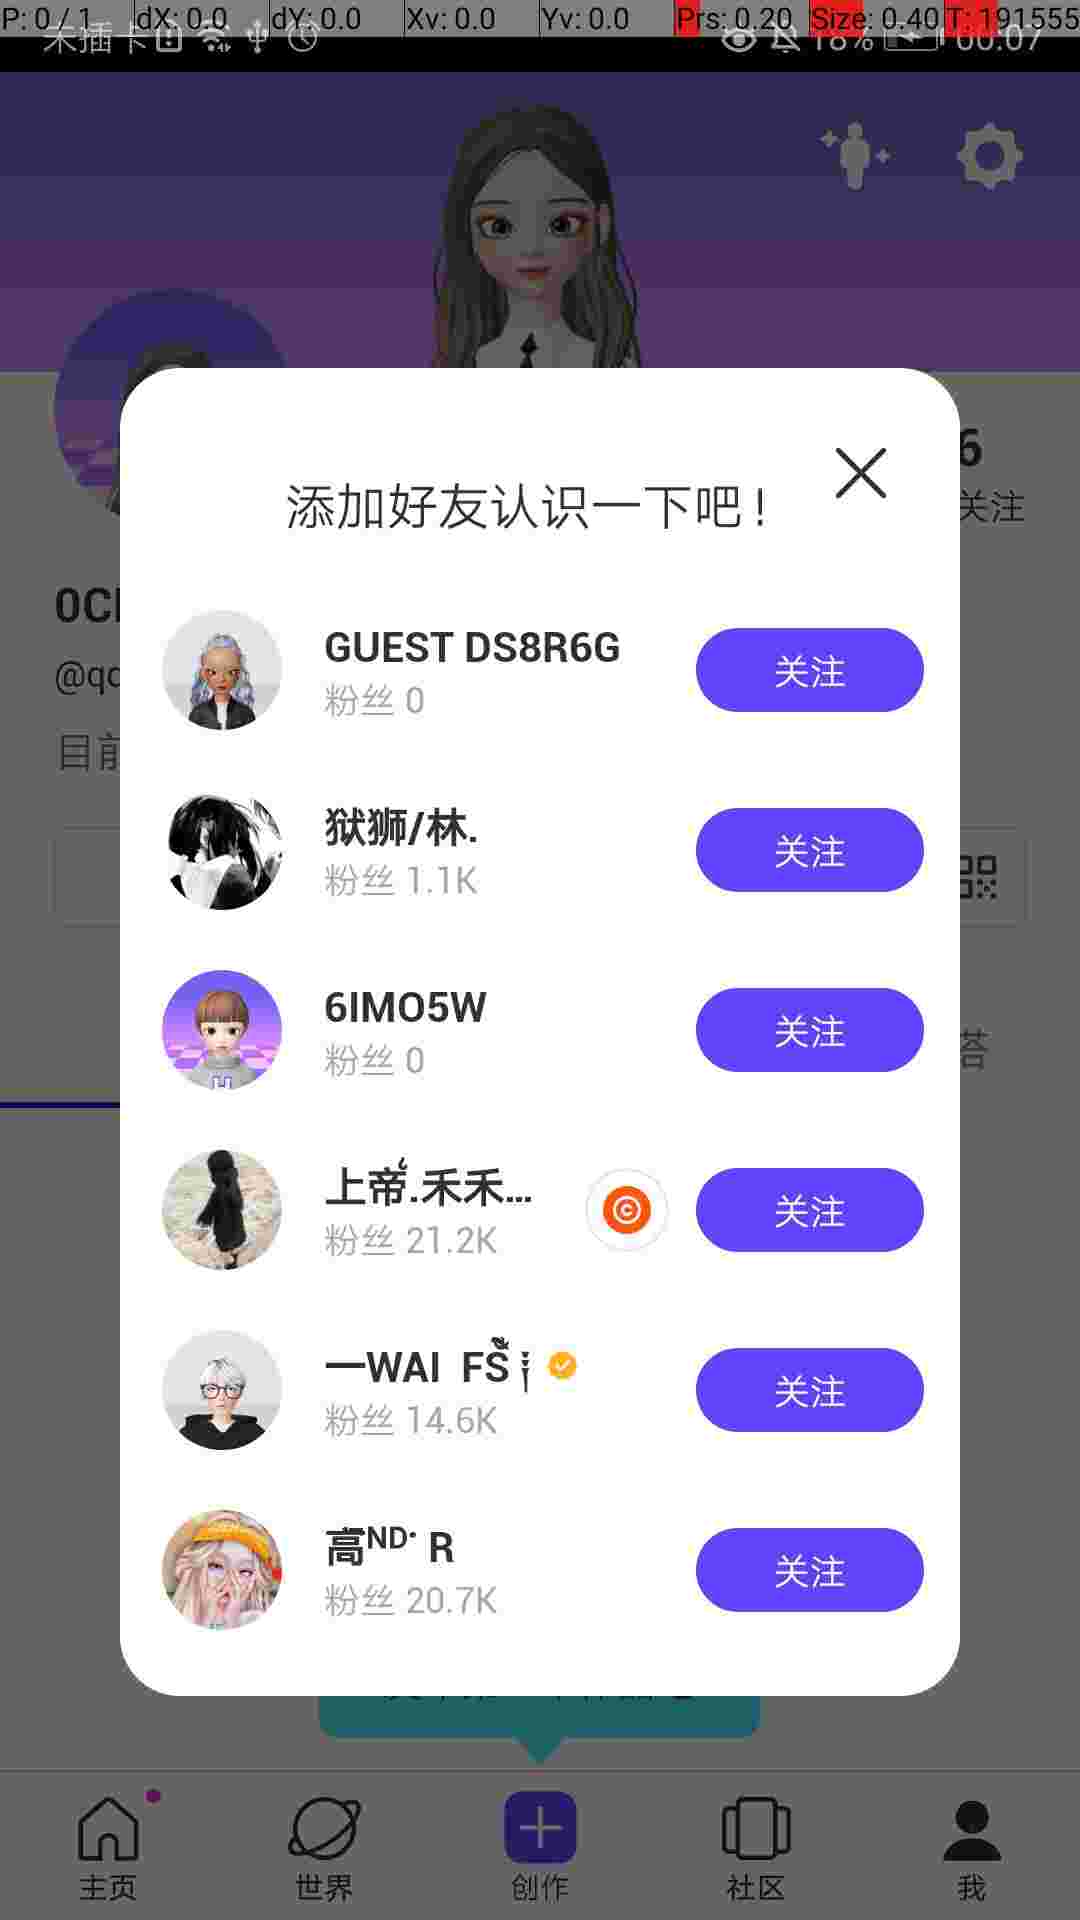 P: 0 / 1 dX: 0.0 dY: 0.0 Xv: 0.0 Yv: 0.0 Prs: 0.20 Size: 0.40 T: 191555
未插卡 18% 00:07
6
关注
添加好友认识一下吧!
@qc
目前
GUEST DS8R6G
粉丝 0
关注
狱狮/林.
粉丝 1.1K
关注
6IMO5W
粉丝 0
关注
答
上帝.禾禾...
粉丝 21.2K
关注
一WAI FS
粉丝 14.6K
关注
高ND· R
粉丝 20.7K
关注
主页 世界 创作 社区 我